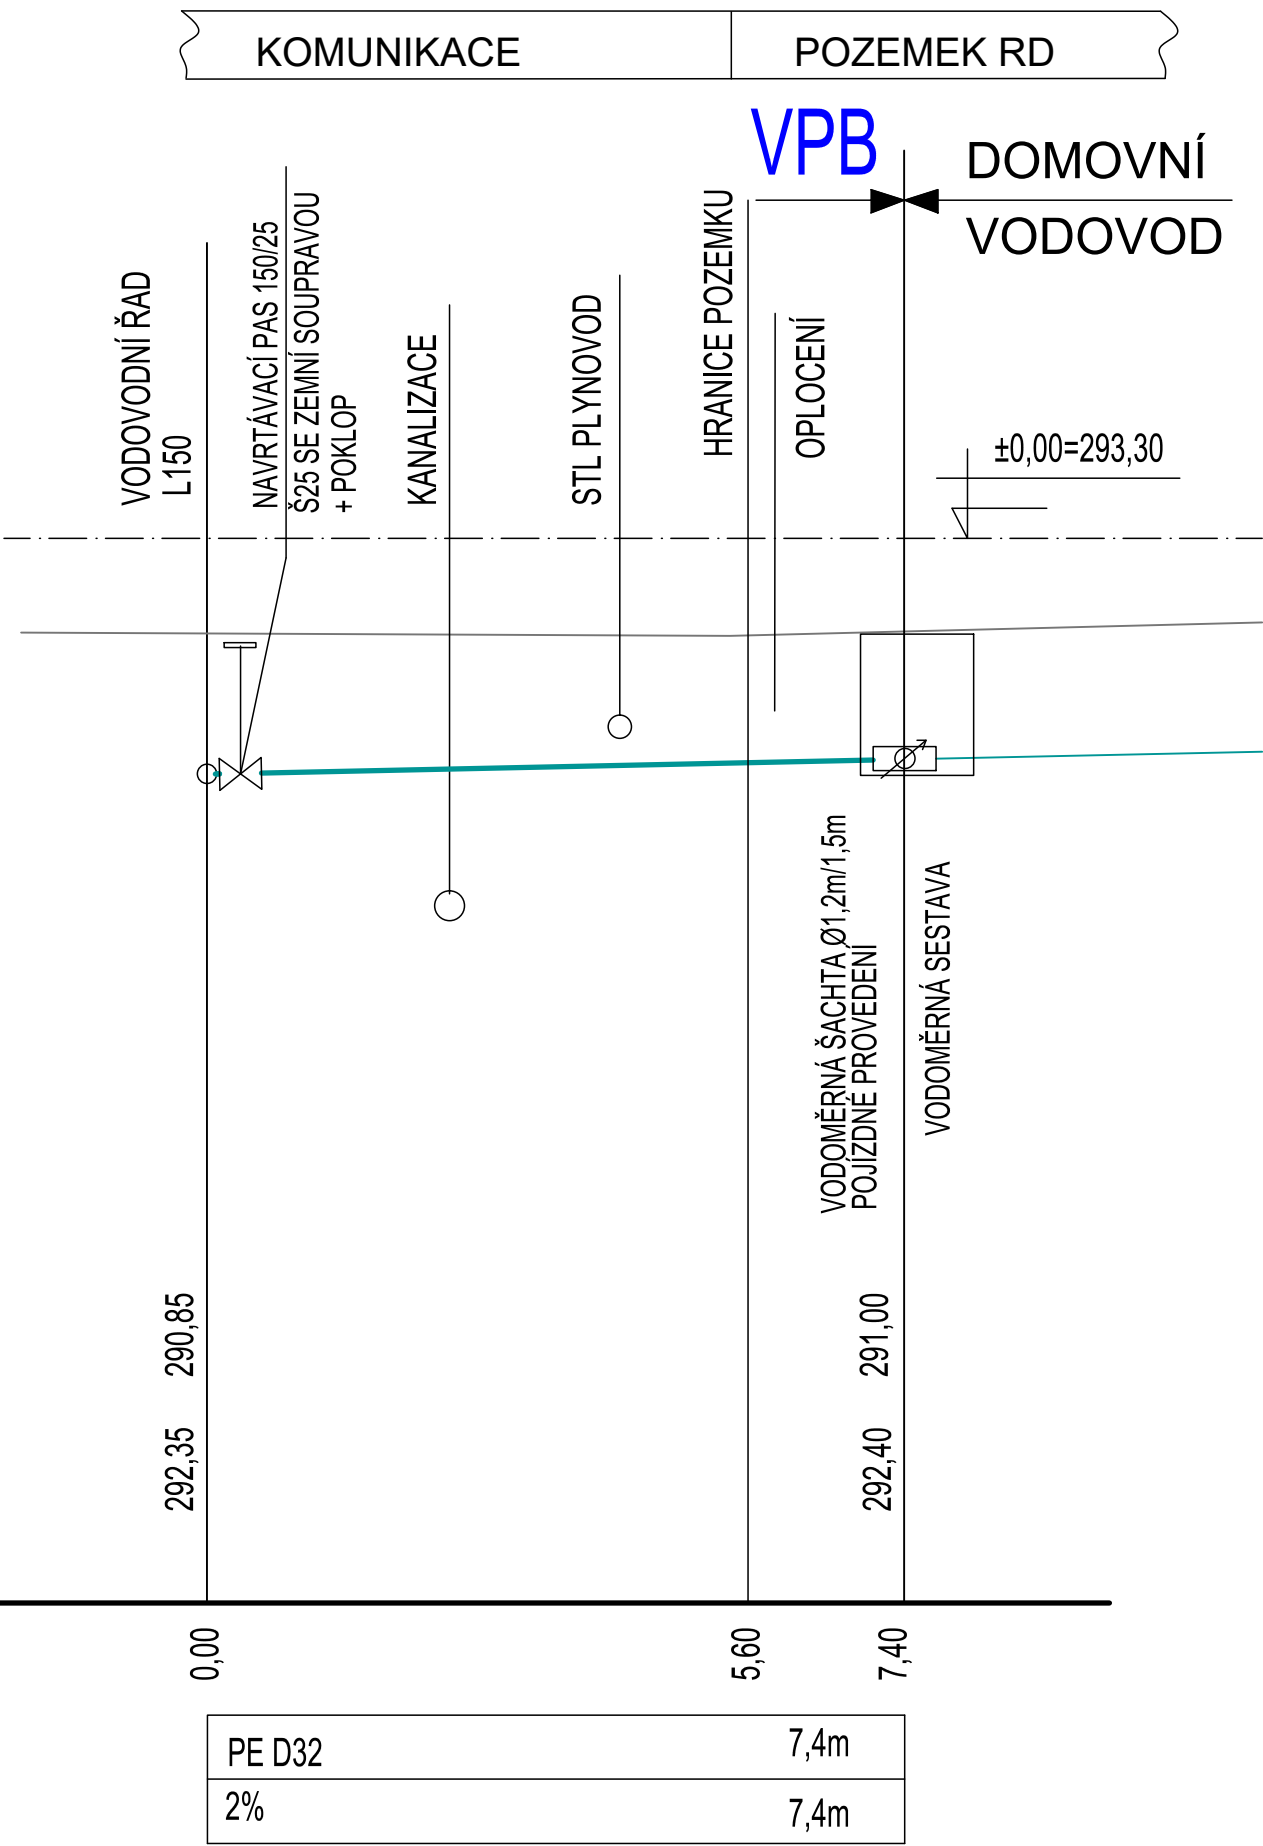 KOMUNIKACE
POZEMEK RD
VPB
DOMOVNÍ
VODOVOD
VODOVODNÍ ŘAD
L150
NAVRTÁVACÍ PAS 150/25
Š25 SE ZEMNÍ SOUPRAVOU
+ POKLOP
KANALIZACE
STL PLYNOVOD
HRANICE POZEMKU
OPLOCENÍ
±0,00=293,30
VODOMĚRNÁ ŠACHTA Ø1,2m/1,5m
POJÍZDNÉ PROVEDENÍ
VODOMĚRNÁ SESTAVA
290,85
291,00
292,35
292,40
0,00
5,60
7,40
PE D32
7,4m
2%
7,4m